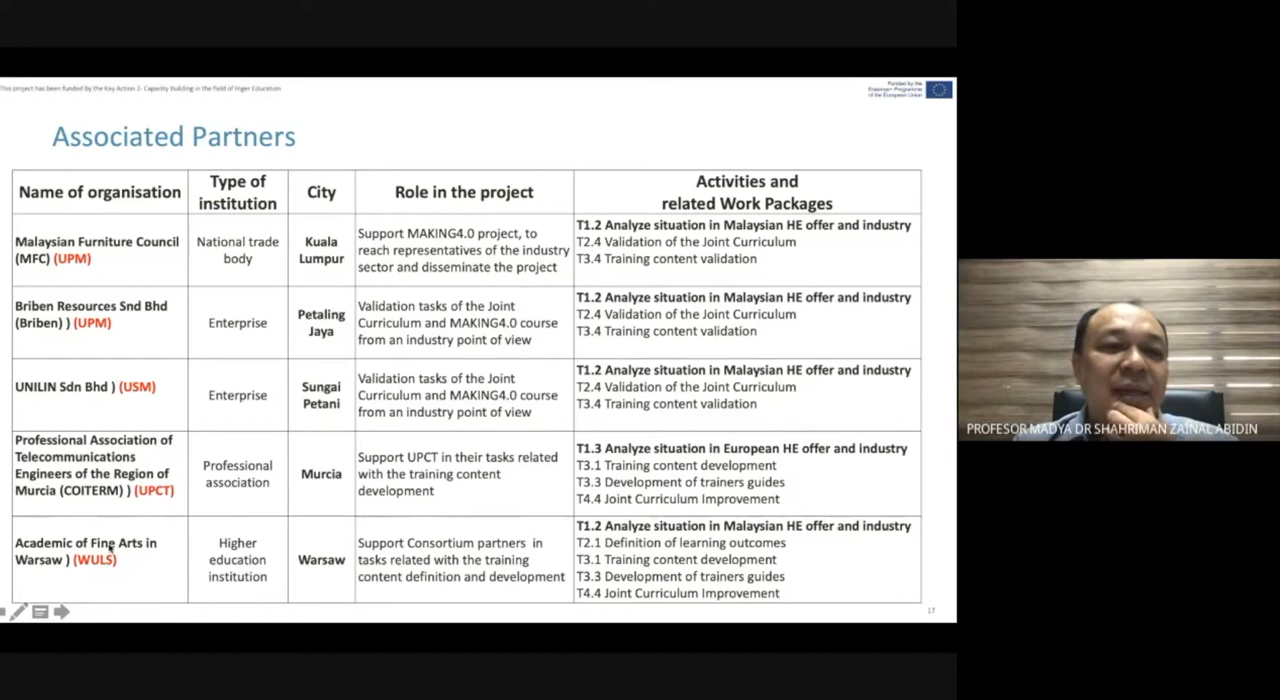 This project has been funded by the Key Action 2- Capacity Building in the field of Higer Education
Funded by the
Erasmus+ Programme
of the European Union
Associated Partners
Name of organisation
Type of
institution
City
Role in the project
Activities and
related Work Packages
Malaysian Furniture Council
(MFC) (UPM)
National trade
body
Kuala
Lumpur
Support MAKING4.0 project, to
reach representatives of the industry
sector and disseminate the project
T1.2 Analyze situation in Malaysian HE offer and industry
T2.4 Validation of the Joint Curriculum
T3.4 Training content validation
Briben Resources Snd Bhd
(Briben) ) (UPM)
Enterprise
Petaling
Jaya
Validation tasks of the Joint
Curriculum and MAKING4.0 course
from an industry point of view
T1.2 Analyze situation in Malaysian HE offer and industry
T2.4 Validation of the Joint Curriculum
T3.4 Training content validation
UNILIN Sdn Bhd ) (USM)
Enterprise
Sungai
Petani
Validation tasks of the Joint
Curriculum and MAKING4.0 course
from an industry point of view
T1.2 Analyze situation in Malaysian HE offer and industry
T2.4 Validation of the Joint Curriculum
T3.4 Training content validation
Professional Association of
Telecommunications
Engineers of the Region of
Murcia (COITERM) ) (UPCT)
Professional
association
Murcia
Support UPCT in their tasks related
with the training content
development
T1.3 Analyze situation in European HE offer and industry
T3.1 Training content development
T3.3 Development of trainers guides
T4.4 Joint Curriculum Improvement
Academic of Fine Arts in
Warsaw ) (WULS)
Higher
education
institution
Warsaw
Support Consortium partners in
tasks related with the training
content definition and development
T1.2 Analyze situation in Malaysian HE offer and industry
T2.1 Definition of learning outcomes
T3.1 Training content development
T3.3 Development of trainers guides
T4.4 Joint Curriculum Improvement
17
PROFESOR MADYA DR SHAHRIMAN ZAINAL ABIDIN